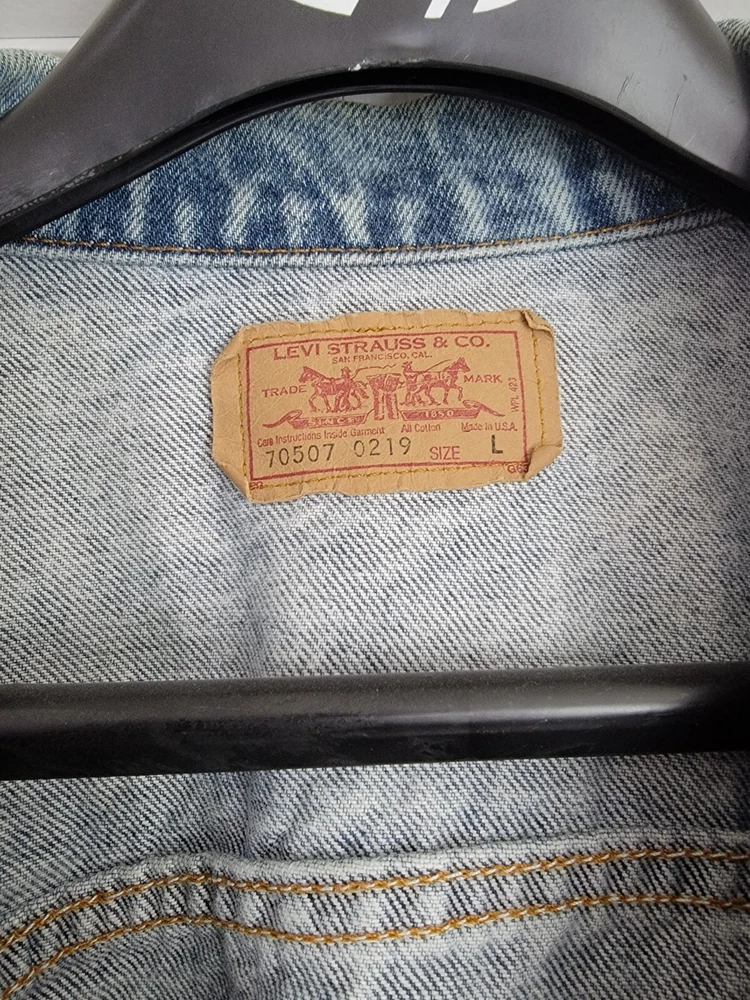 LEVI STRAUSS & CO.
SAN FRANCISCO, CAL.
TRADE MARK
SINCE 1850
WPL 423
Care Instructions Inside Garment All Cotton Made in U.S.A.
70507 0219 SIZE L